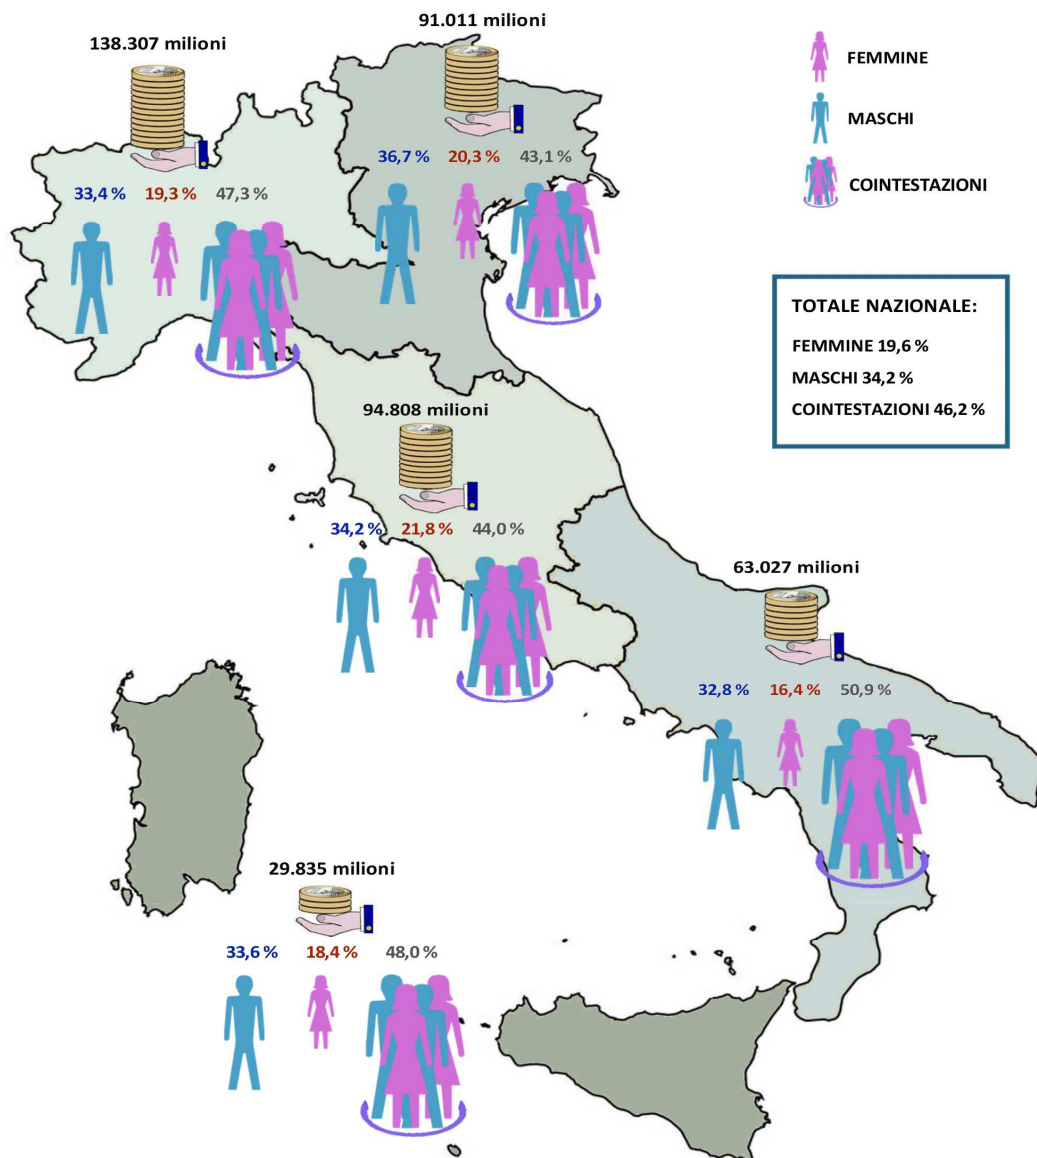 91.011 milioni
138.307 milioni
FEMMINE
MASCHI
COINTESTAZIONI
36,7 % 20,3 % 43,1 %
33,4 % 19,3 % 47,3 %
TOTALE NAZIONALE:
FEMMINE 19,6 %
MASCHI 34,2 %
COINTESTAZIONI 46,2 %
94.808 milioni
34,2 % 21,8 % 44,0 %
63.027 milioni
32,8 % 16,4 % 50,9 %
29.835 milioni
33,6 % 18,4 % 48,0 %